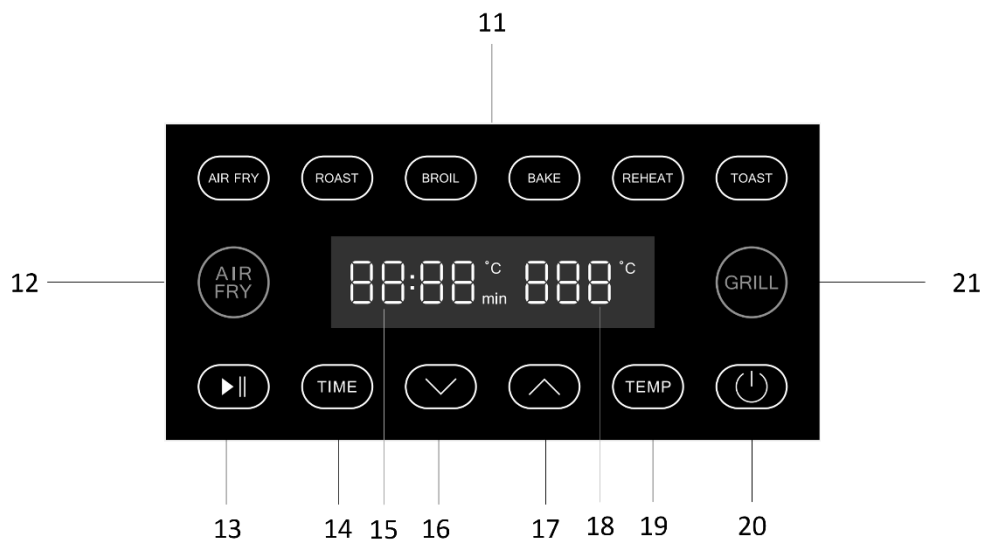 11
AIR FRY ROAST BROIL BAKE REHEAT TOAST
12
AIR
FRY
88:88 °C min 888 °C
GRILL
21
TIME TEMP
13 14 15 16 17 18 19 20